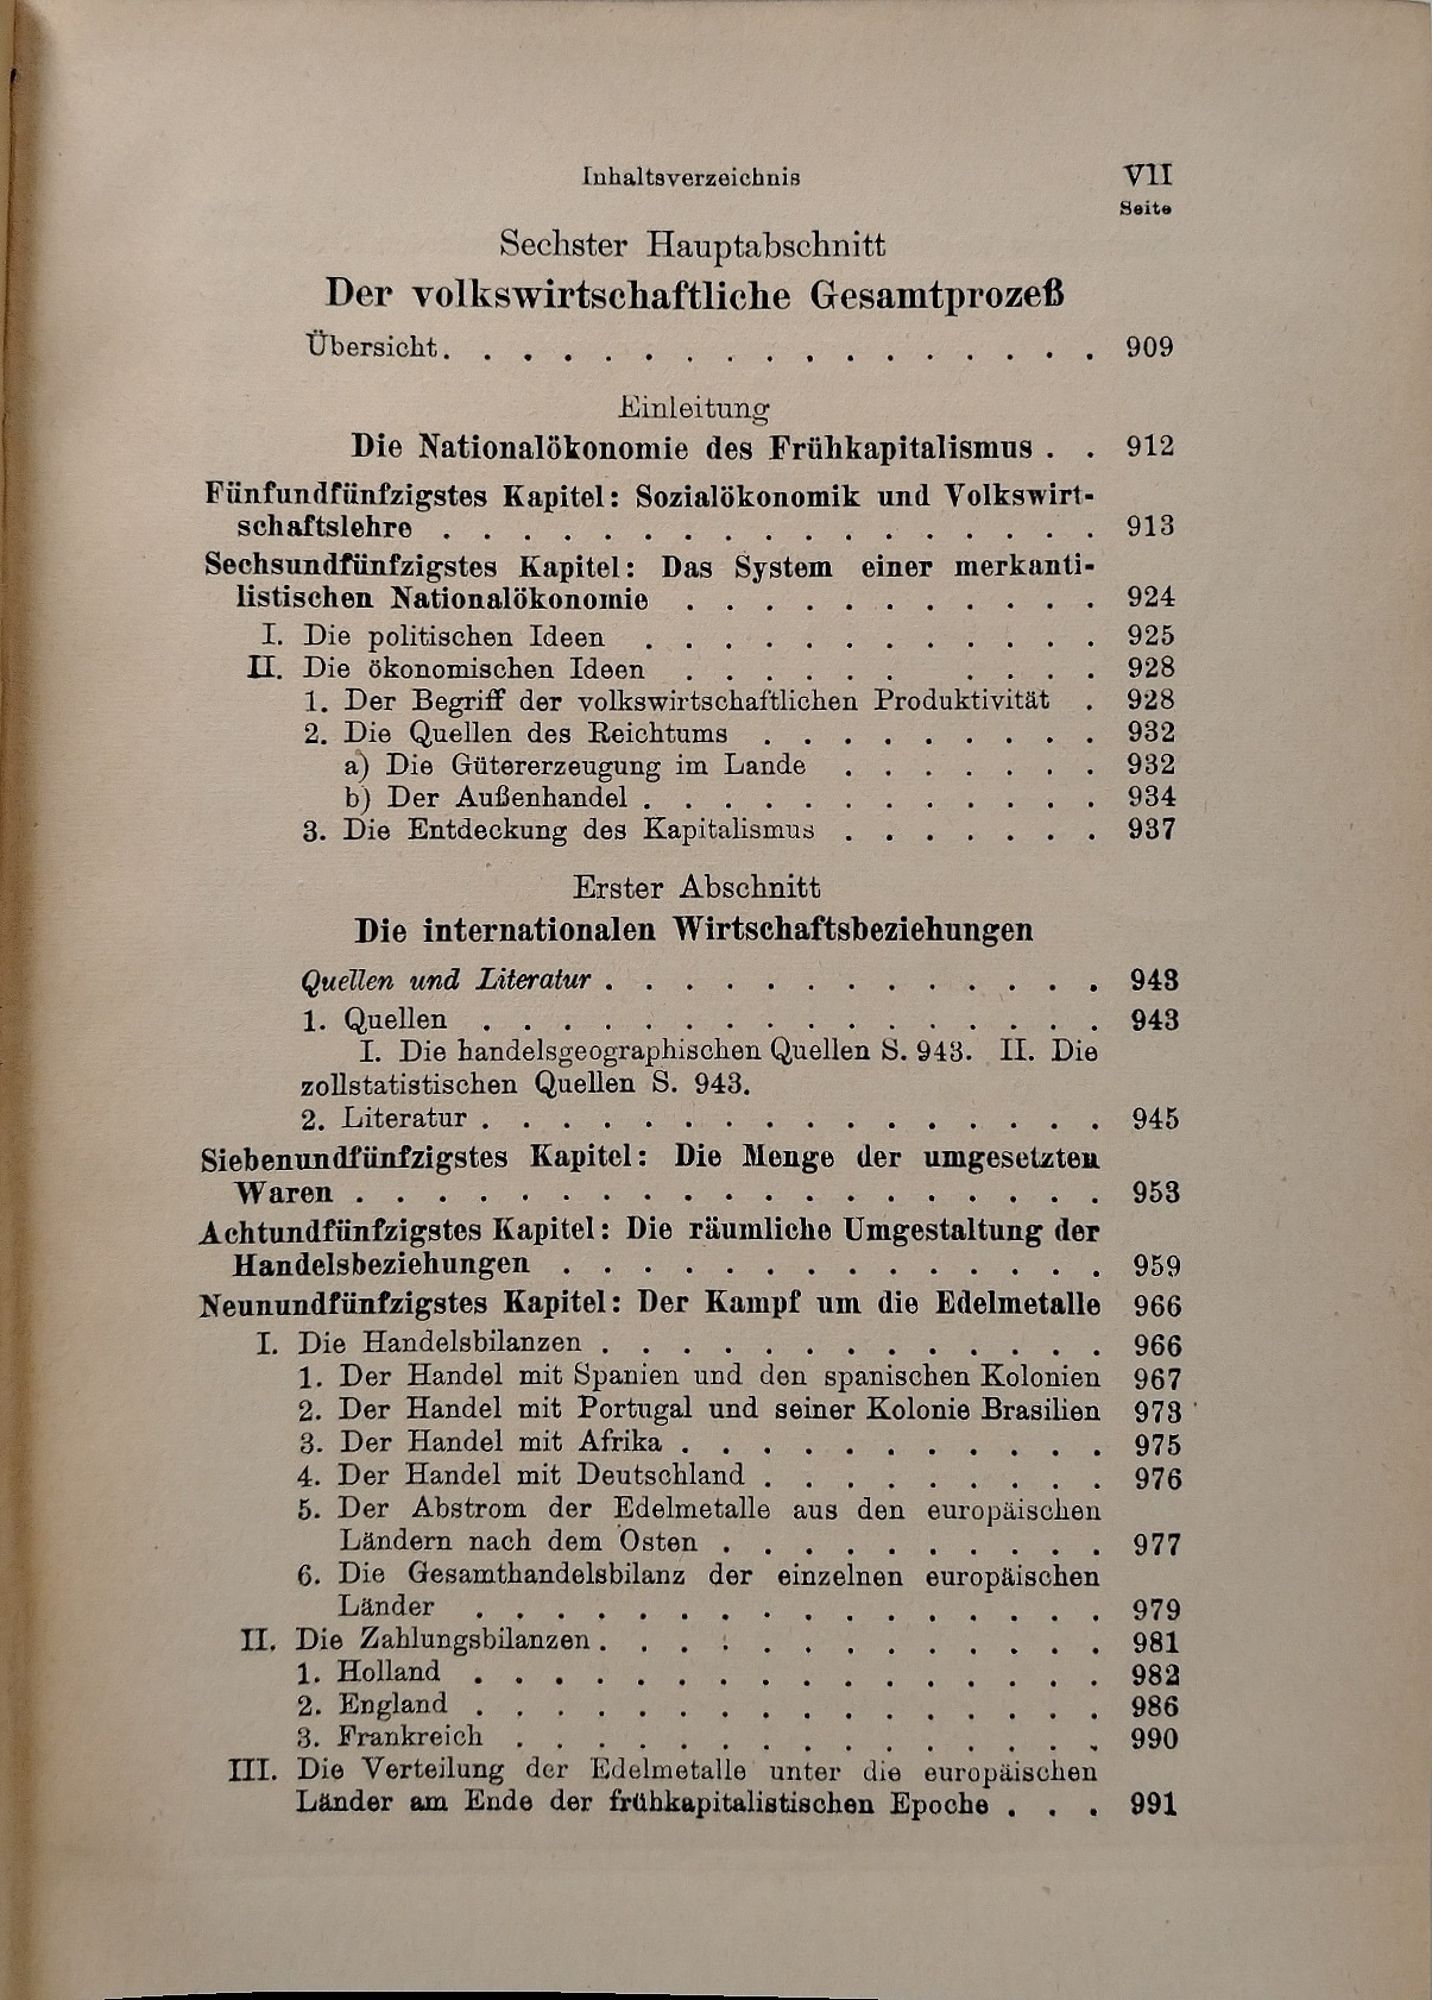 Inhaltsverzeichnis VII
Seite
Sechster Hauptabschnitt
Der volkswirtschaftliche Gesamtprozeß
Übersicht . . . . . . . . . . . . . . . . . 909
Einleitung
Die Nationalökonomie des Frühkapitalismus . . 912
Fünfundfünfzigstes Kapitel: Sozialökonomik und Volkswirt-
schaftslehre . . . . . . . . . . . . . . . . . 913
Sechsundfünfzigstes Kapitel: Das System einer merkanti-
listischen Nationalökonomie . . . . . . . . . . . 924
I. Die politischen Ideen . . . . . . . . . . . . 925
II. Die ökonomischen Ideen . . . . . . . . . . 928
1. Der Begriff der volkswirtschaftlichen Produktivität . 928
2. Die Quellen des Reichtums . . . . . . . . . 932
a) Die Gütererzeugung im Lande . . . . . . . 932
b) Der Außenhandel . . . . . . . . . . . . 934
3. Die Entdeckung des Kapitalismus . . . . . . . 937
Erster Abschnitt
Die internationalen Wirtschaftsbeziehungen
Quellen und Literatur . . . . . . . . . . . . . 943
1. Quellen . . . . . . . . . . . . . . . . 943
I. Die handelsgeographischen Quellen S. 943. II. Die
zollstatistischen Quellen S. 943.
2. Literatur . . . . . . . . . . . . . . . . 945
Siebenundfünfzigstes Kapitel: Die Menge der umgesetzten
Waren . . . . . . . . . . . . . . . . . . . 953
Achtundfünfzigstes Kapitel: Die räumliche Umgestaltung der
Handelsbeziehungen . . . . . . . . . . . . . . 959
Neunundfünfzigstes Kapitel: Der Kampf um die Edelmetalle 966
I. Die Handelsbilanzen . . . . . . . . . . . . . 966
1. Der Handel mit Spanien und den spanischen Kolonien 967
2. Der Handel mit Portugal und seiner Kolonie Brasilien 973
3. Der Handel mit Afrika . . . . . . . . . . . 975
4. Der Handel mit Deutschland . . . . . . . . . 976
5. Der Abstrom der Edelmetalle aus den europäischen
Ländern nach dem Osten . . . . . . . . . . 977
6. Die Gesamthandelsbilanz der einzelnen europäischen
Länder . . . . . . . . . . . . . . . . 979
II. Die Zahlungsbilanzen . . . . . . . . . . . . . 981
1. Holland . . . . . . . . . . . . . . . . 982
2. England . . . . . . . . . . . . . . . . 986
3. Frankreich . . . . . . . . . . . . . . . 990
III. Die Verteilung der Edelmetalle unter die europäischen
Länder am Ende der frühkapitalistischen Epoche . . . 991